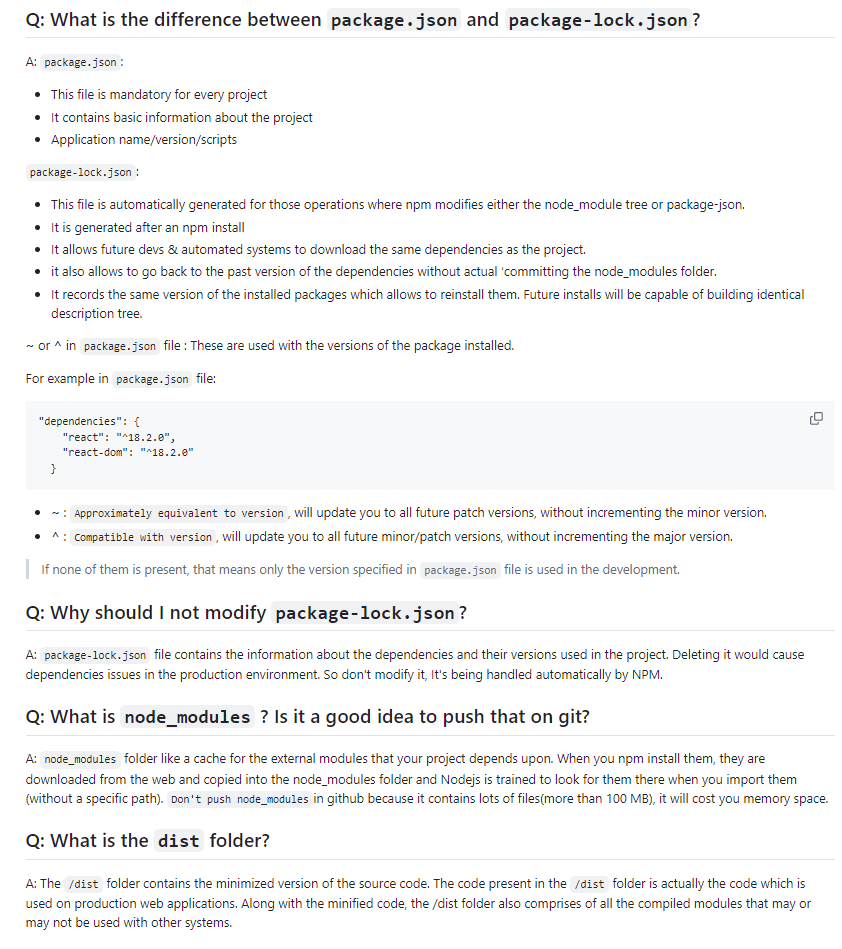 Q: What is the difference between package.json and package-lock.json?
A: package.json:
• This file is mandatory for every project
• It contains basic information about the project
• Application name/version/scripts
package-lock.json:
• This file is automatically generated for those operations where npm modifies either the node_module tree or package-json.
• It is generated after an npm install
• It allows future devs & automated systems to download the same dependencies as the project.
• it also allows to go back to the past version of the dependencies without actual ‘committing the node_modules folder.
• It records the same version of the installed packages which allows to reinstall them. Future installs will be capable of building identical
description tree.
~ or ^ in package.json file : These are used with the versions of the package installed.
For example in package.json file:
"dependencies": {
"react": "^18.2.0",
"react-dom": "^18.2.0"
}
• ~ : Approximately equivalent to version, will update you to all future patch versions, without incrementing the minor version.
• ^ : Compatible with version, will update you to all future minor/patch versions, without incrementing the major version.
If none of them is present, that means only the version specified in package.json file is used in the development.
Q: Why should I not modify package-lock.json?
A: package-lock.json file contains the information about the dependencies and their versions used in the project. Deleting it would cause
dependencies issues in the production environment. So don't modify it, It's being handled automatically by NPM.
Q: What is node_modules ? Is it a good idea to push that on git?
A: node_modules folder like a cache for the external modules that your project depends upon. When you npm install them, they are
downloaded from the web and copied into the node_modules folder and Nodejs is trained to look for them there when you import them
(without a specific path). Don't push node_modules in github because it contains lots of files(more than 100 MB), it will cost you memory space.
Q: What is the dist folder?
A: The /dist folder contains the minimized version of the source code. The code present in the /dist folder is actually the code which is
used on production web applications. Along with the minified code, the /dist folder also comprises of all the compiled modules that may or
may not be used with other systems.